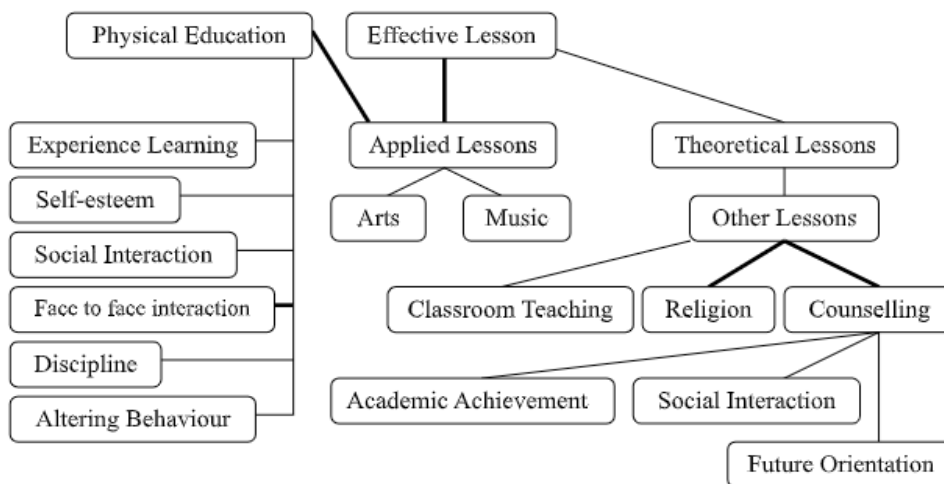 Physical Education
Effective Lesson
Experience Learning
Applied Lessons
Theoretical Lessons
Self-esteem
Arts
Music
Other Lessons
Social Interaction
Face to face interaction
Classroom Teaching
Religion
Counselling
Discipline
Altering Behaviour
Academic Achievement
Social Interaction
Future Orientation